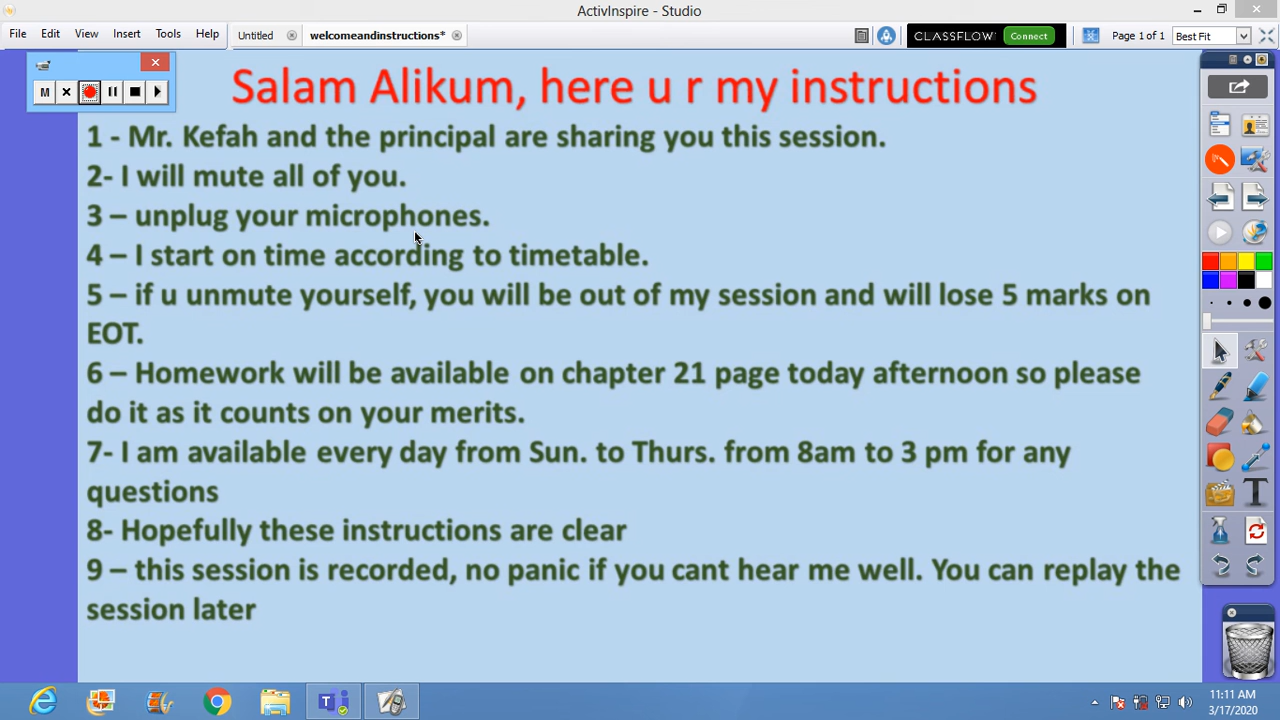 ActivInspire - Studio
File Edit View Insert Tools Help Untitled welcomeandinstructions* CLASSFLOW Connect Page 1 of 1 Best Fit
M
Salam Alikum, here u r my instructions
1 - Mr. Kefah and the principal are sharing you this session.
2- I will mute all of you.
3 – unplug your microphones.
4 – I start on time according to timetable.
5 – if u unmute yourself, you will be out of my session and will lose 5 marks on
EOT.
6 – Homework will be available on chapter 21 page today afternoon so please
do it as it counts on your merits.
7- I am available every day from Sun. to Thurs. from 8am to 3 pm for any
questions
8- Hopefully these instructions are clear
9 – this session is recorded, no panic if you cant hear me well. You can replay the
session later
11:11 AM
3/17/2020